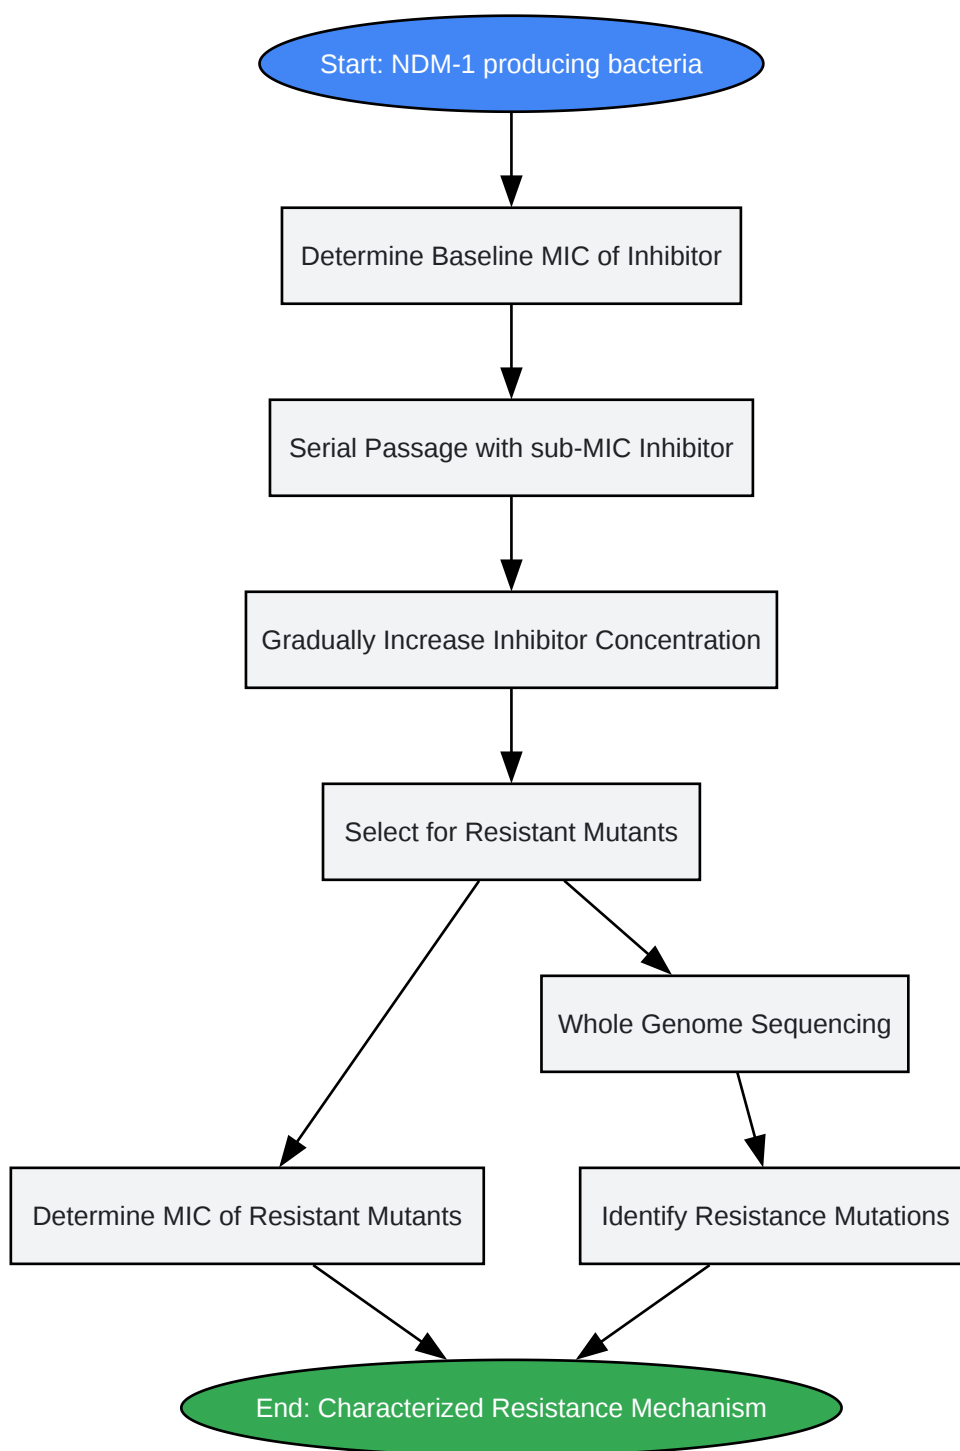 Start: NDM-1 producing bacteria
Determine Baseline MIC of Inhibitor
Serial Passage with sub-MIC Inhibitor
Gradually Increase Inhibitor Concentration
Select for Resistant Mutants
Whole Genome Sequencing
Determine MIC of Resistant Mutants
Identify Resistance Mutations
End: Characterized Resistance Mechanism